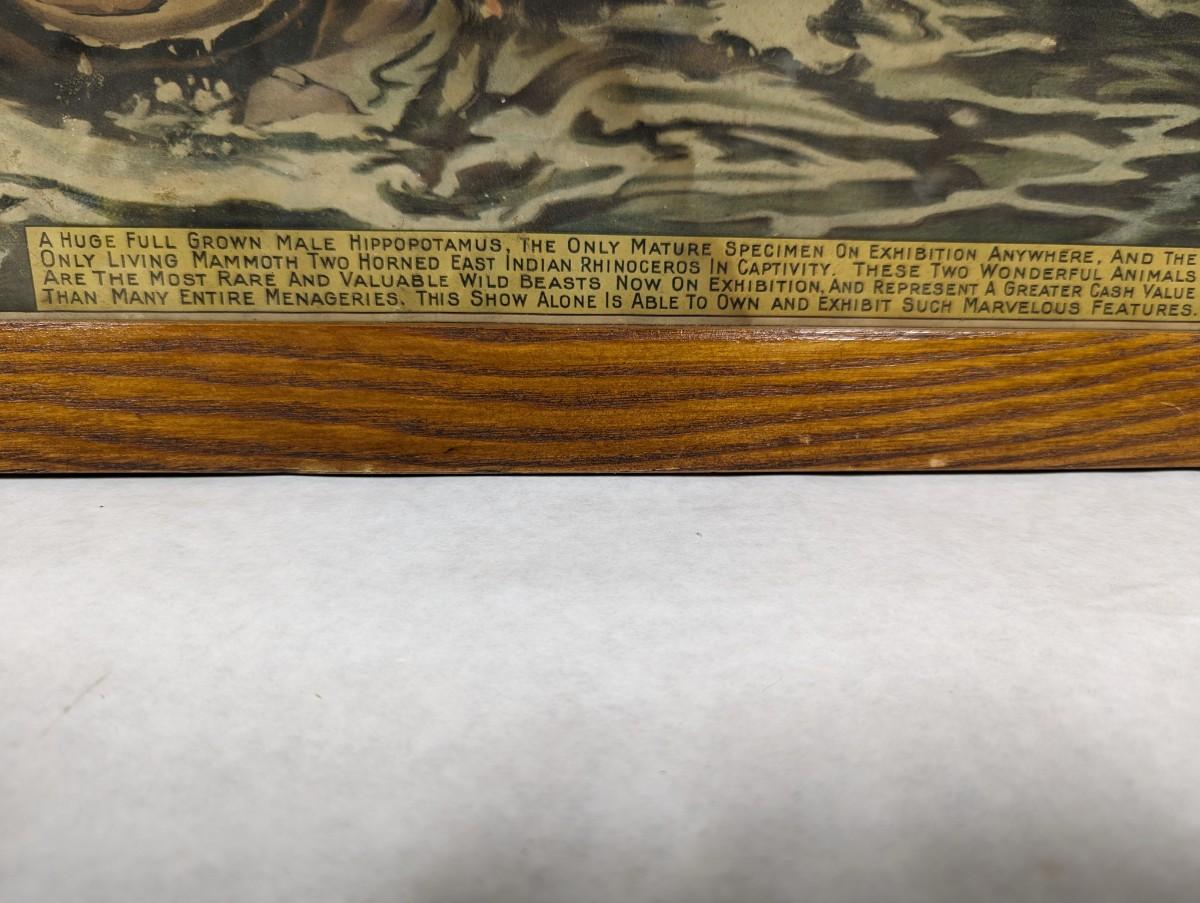 A HUGE FULL GROWN MALE HIPPOPOTAMUS, THE ONLY MATURE SPECIMEN ON EXHIBITION ANYWHERE, AND THE
ONLY LIVING MAMMOTH TWO HORNED EAST INDIAN RHINOCEROS IN CAPTIVITY. THESE TWO WONDERFUL ANIMALS
ARE THE MOST RARE AND VALUABLE WILD BEASTS NOW ON EXHIBITION, AND REPRESENT A GREATER CASH VALUE
THAN MANY ENTIRE MENAGERIES. THIS SHOW ALONE IS ABLE TO OWN AND EXHIBIT SUCH MARVELOUS FEATURES.